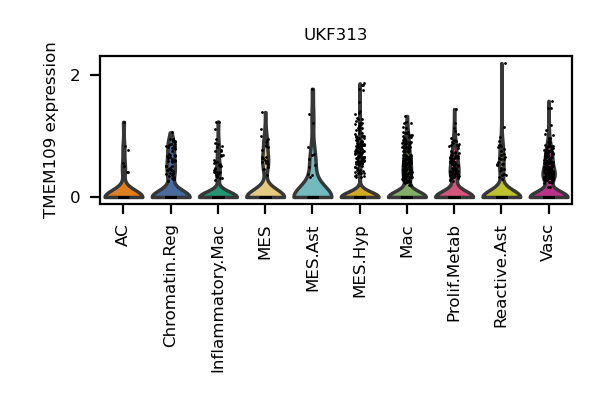 UKF313
TMEM109 expression
2
0
AC
Chromatin.Reg
Inflammatory.Mac
MES
MES.Ast
MES.Hyp
Mac
Prolif.Metab
Reactive.Ast
Vasc